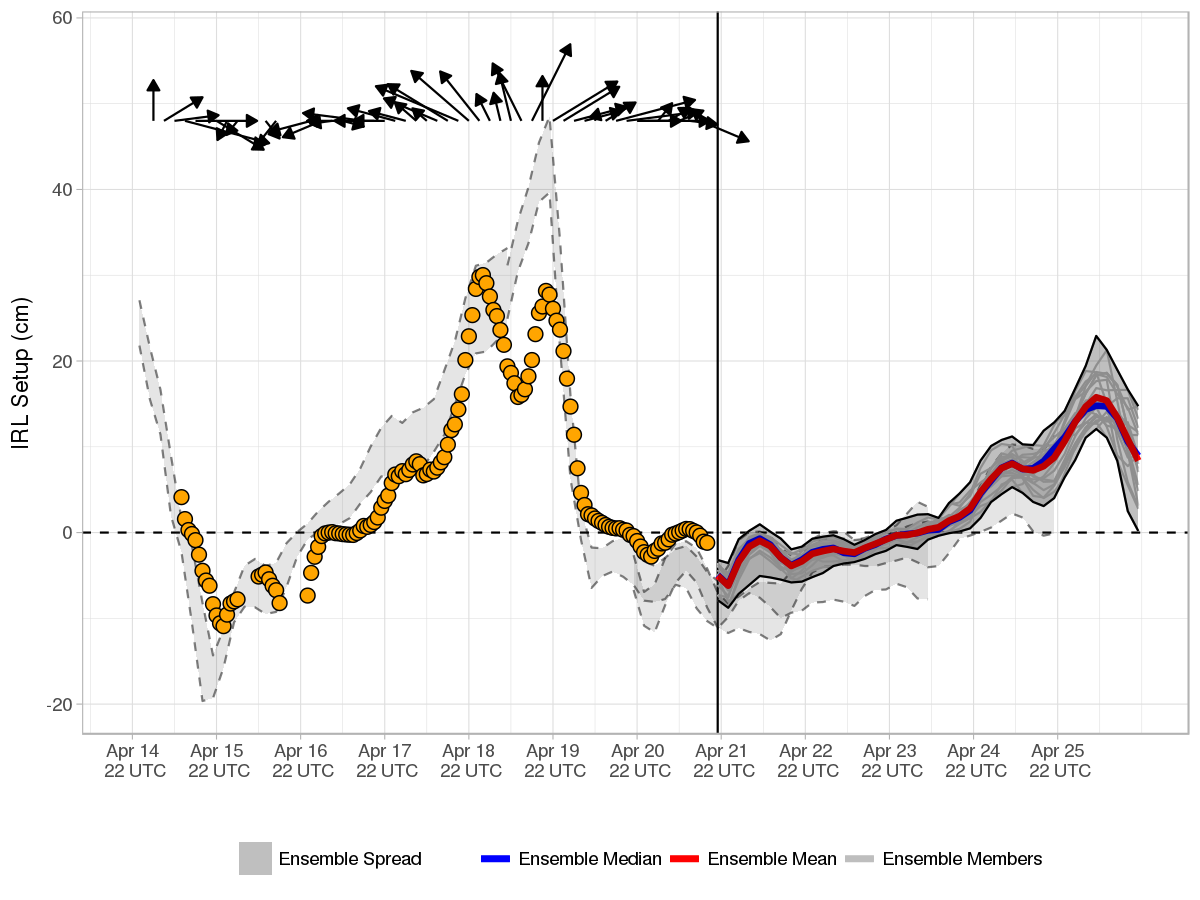 60
40
20
0
-20
IRL Setup (cm)
Apr 14 Apr 15 Apr 16 Apr 17 Apr 18 Apr 19 Apr 20 Apr 21 Apr 22 Apr 23 Apr 24 Apr 25
22 UTC 22 UTC 22 UTC 22 UTC 22 UTC 22 UTC 22 UTC 22 UTC 22 UTC 22 UTC 22 UTC 22 UTC
Ensemble Spread Ensemble Median Ensemble Mean Ensemble Members